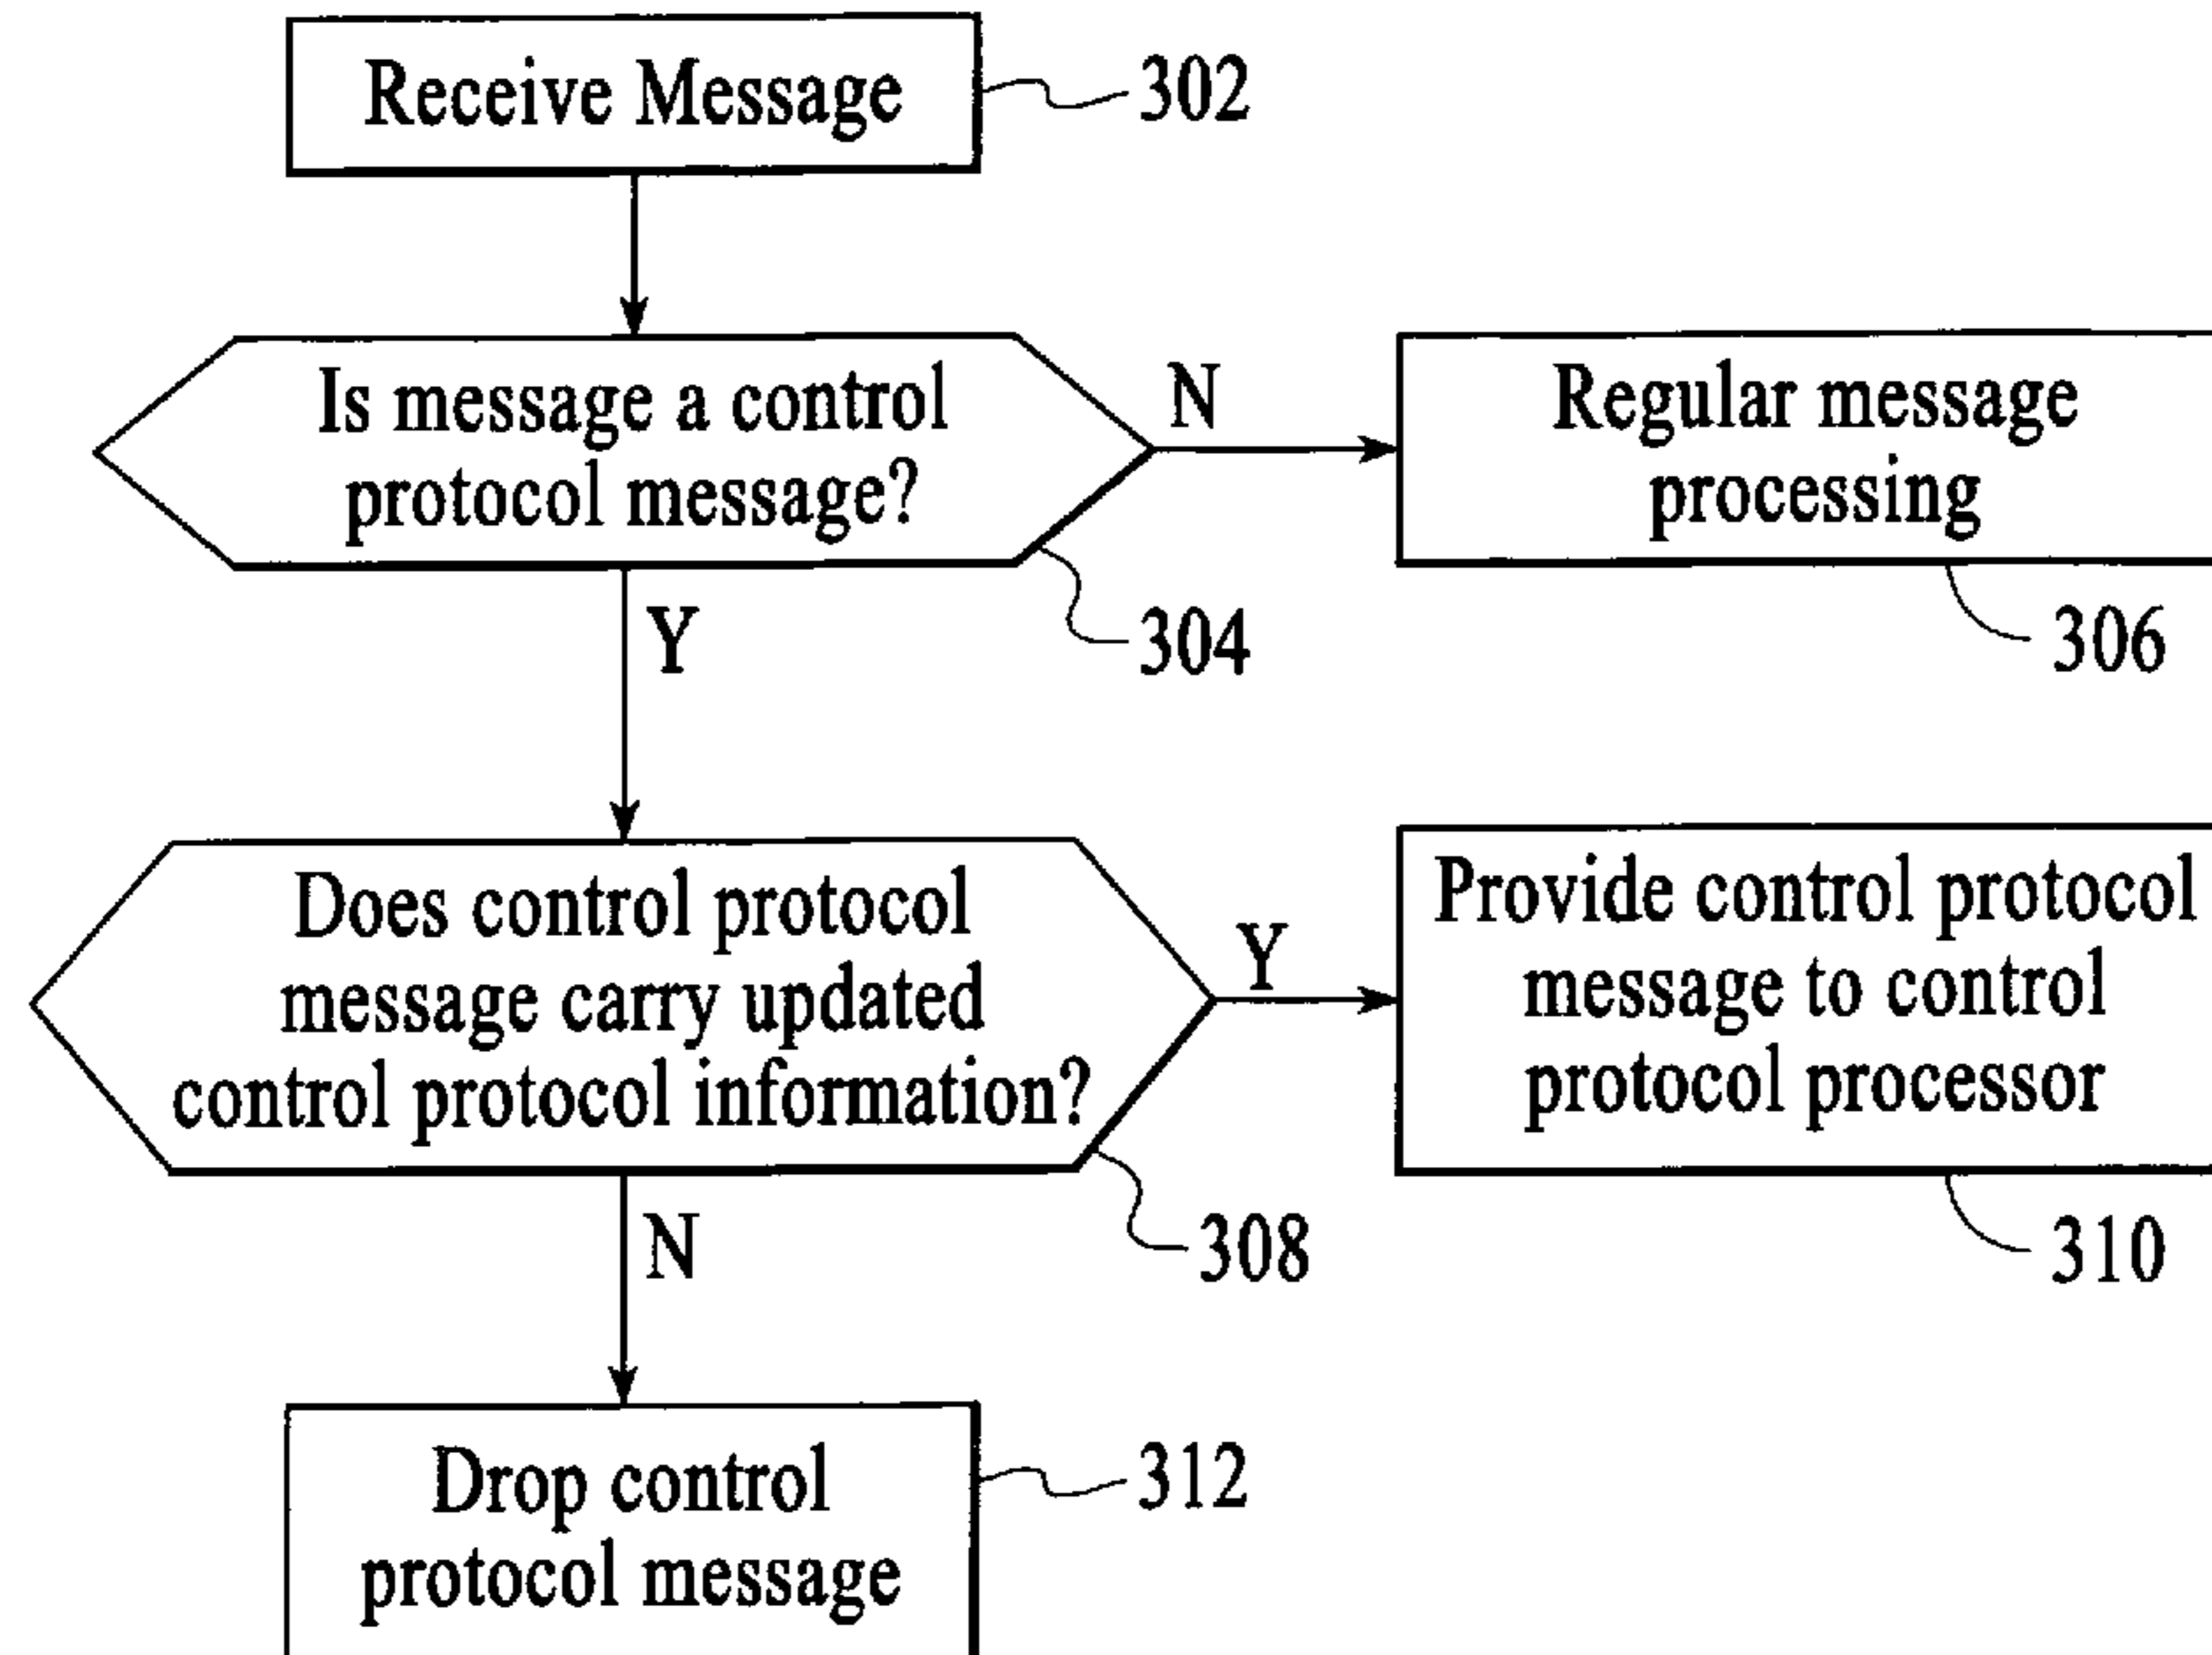 Receive Message
302
Is message a control
protocol message?
N
Regular message
processing
Y
304
306
Does control protocol
message carry updated
control protocol information?
Y
Provide control protocol
message to control
protocol processor
N
308
310
Drop control
protocol message
312